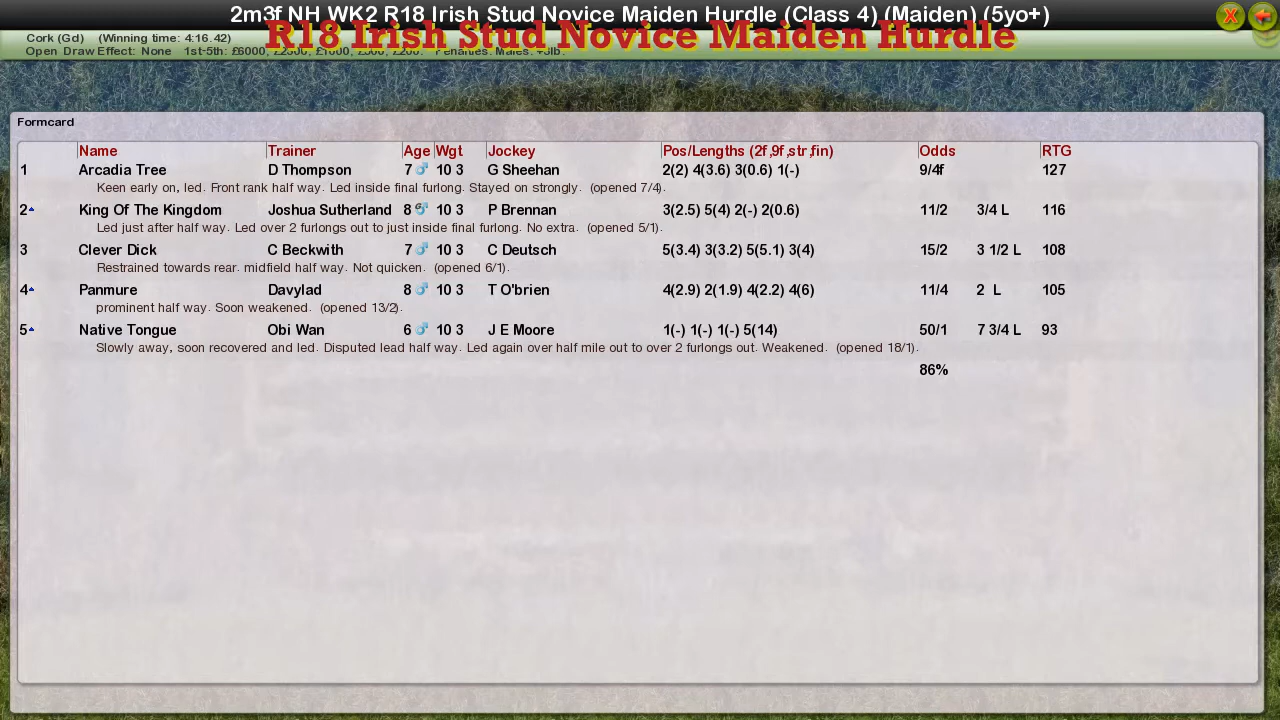 2m3f NH WK2 R18 Irish Stud Novice Maiden Hurdle (Class 4) (Maiden) (5yo+)
R18 Irish Stud Novice Maiden Hurdle
Cork (Gd) (Winning time: 4:16.42)
Open Draw Effect: None 1st-5th: £6000, £2500, £1000, £500, £200. Penalties: Males: +3lb.
Formcard
Name Trainer Age Wgt Jockey Pos/Lengths (2f,9f,str,fin) Odds RTG
1 Arcadia Tree D Thompson 7 10 3 G Sheehan 2(2) 4(3.6) 3(0.6) 1(-) 9/4f 127
Keen early on, led. Front rank half way. Led inside final furlong. Stayed on strongly. (opened 7/4).
2 King Of The Kingdom Joshua Sutherland 8 10 3 P Brennan 3(2.5) 5(4) 2(-) 2(0.6) 11/2 3/4 L 116
Led just after half way. Led over 2 furlongs out to just inside final furlong. No extra. (opened 5/1).
3 Clever Dick C Beckwith 7 10 3 C Deutsch 5(3.4) 3(3.2) 5(5.1) 3(4) 15/2 3 1/2 L 108
Restrained towards rear. midfield half way. Not quicken. (opened 6/1).
4 Panmure Davylad 8 10 3 T O'brien 4(2.9) 2(1.9) 4(2.2) 4(6) 11/4 2 L 105
prominent half way. Soon weakened. (opened 13/2).
5 Native Tongue Obi Wan 6 10 3 J E Moore 1(-) 1(-) 1(-) 5(14) 50/1 7 3/4 L 93
Slowly away, soon recovered and led. Disputed lead half way. Led again over half mile out to over 2 furlongs out. Weakened. (opened 18/1).
86%